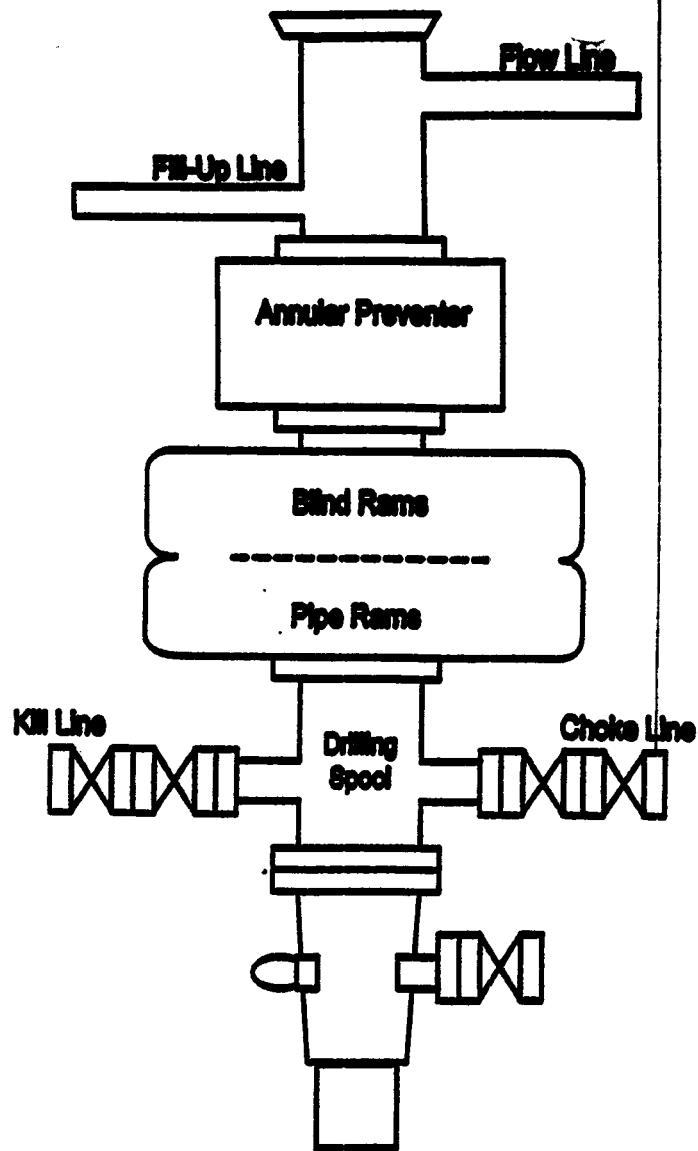 Flow Line
Fill-Up Line
Annular Preventer
Blind Rams
Pipe Rams
Kill Line
Choke Line
Drilling
Spool